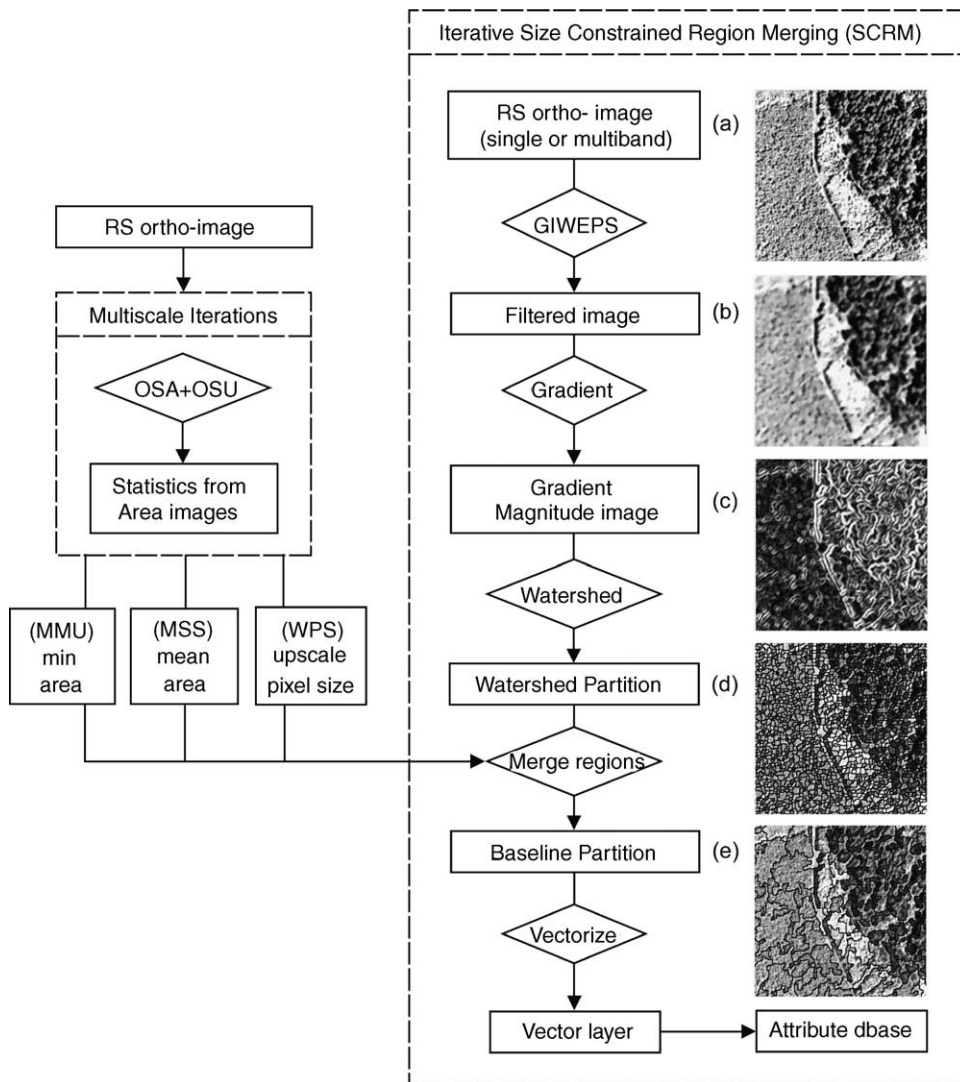 Iterative Size Constrained Region Merging (SCRM)
RS ortho- image
(single or multiband)
(a)
GIWEPS
Filtered image
(b)
Gradient
Gradient
Magnitude image
(c)
Watershed
Watershed Partition
(d)
Merge regions
Baseline Partition
(e)
Vectorize
Vector layer
Attribute dbase
RS ortho-image
Multiscale Iterations
OSA+OSU
Statistics from
Area images
(MMU)
min
area
(MSS)
mean
area
(WPS)
upscale
pixel size